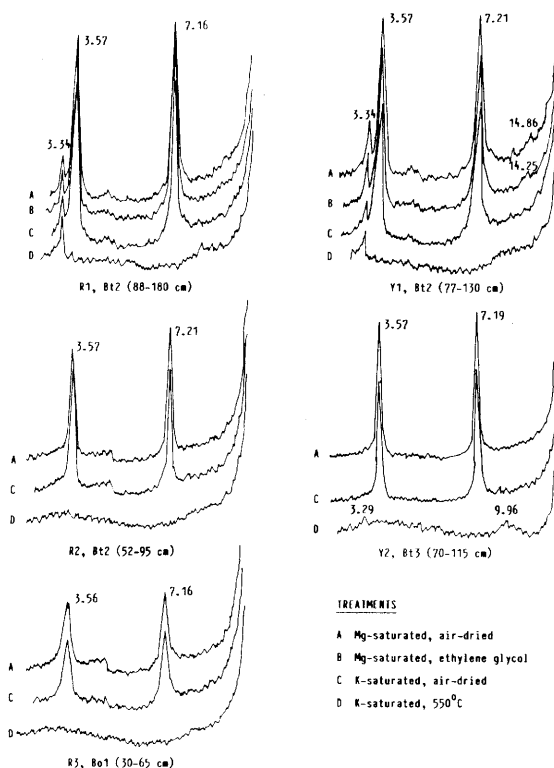 3.57
7.16
3.34
A
B
C
D
R1, Bt2 (88-180 cm)
3.57
7.21
3.34
14.86
14.25
A
B
C
D
Y1, Bt2 (77-130 cm)
3.57
7.21
A
C
D
R2, Bt2 (52-95 cm)
3.57
7.19
A
C
D
3.29
9.96
Y2, Bt3 (70-115 cm)
3.56
7.16
A
C
D
R3, Bo1 (30-65 cm)
TREATMENTS
A Mg-saturated, air-dried
B Mg-saturated, ethylene glycol
C K-saturated, air-dried
D K-saturated, 550°C